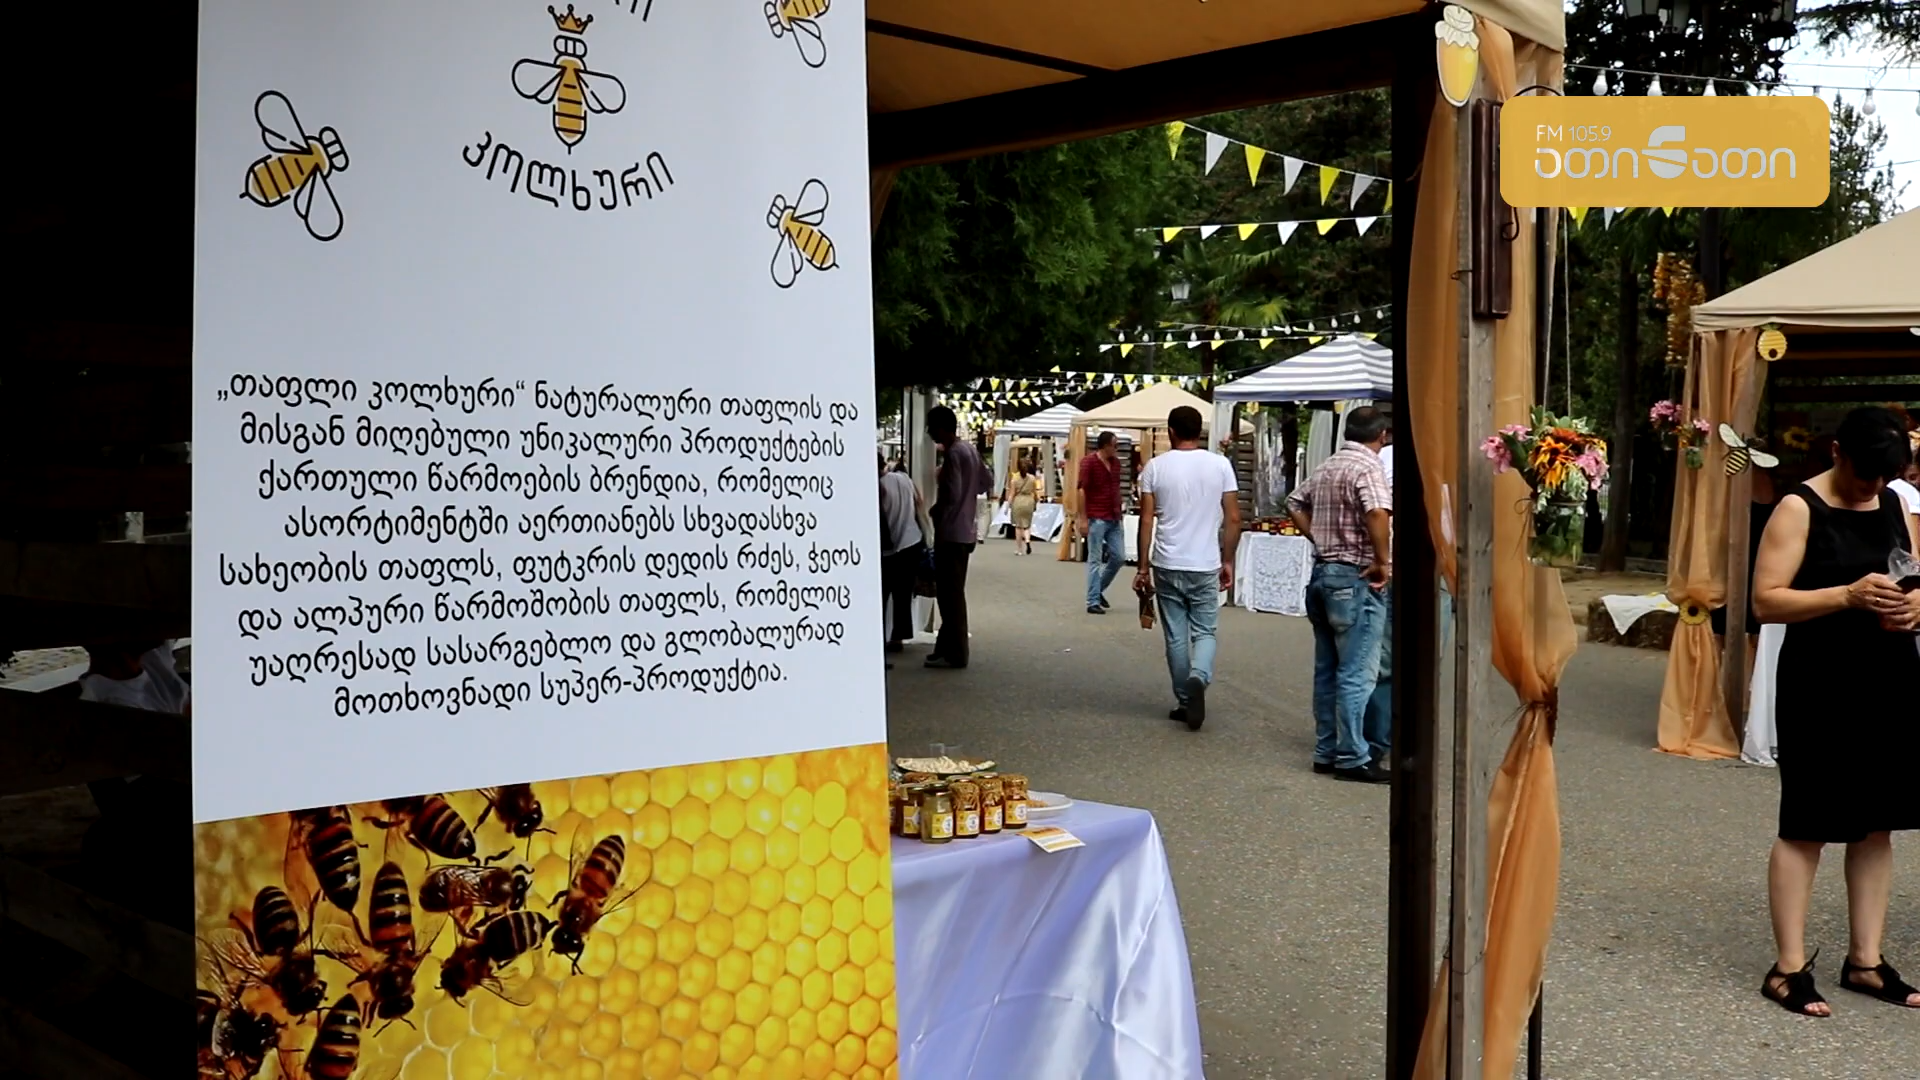 კოლხური
„თაფლი კოლხური“ ნატურალური თაფლის და
მისგან მიღებული უნიკალური პროდუქტების
ქართული წარმოების ბრენდია, რომელიც
ასორტიმენტში აერთიანებს სხვადასხვა
სახეობის თაფლს, ფუტკრის დედის რძეს, ჭეოს
და ალპური წარმოშობის თაფლს, რომელიც
უაღრესად სასარგებლო და გლობალურად
მოთხოვნადი სუპერ-პროდუქტია.
FM 105.9
ათინათი